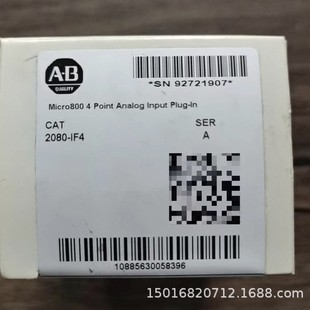 A-B
QUALITY
*SN 92721907*
Micro800 4 Point Analog Input Plug-in
CAT
2080-IF4
SER
A
10885630058396
15016820712.1688.com